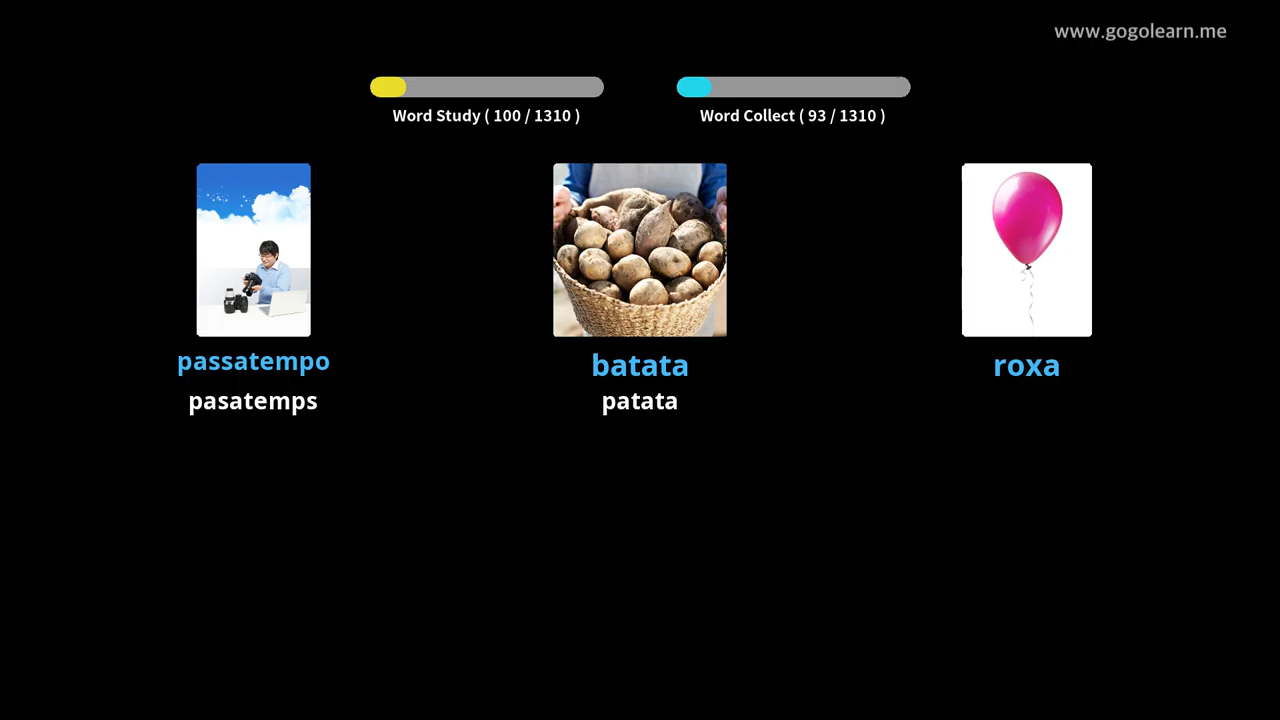 www.gogolearn.me
Word Study ( 100 / 1310 )
Word Collect ( 93 / 1310 )
passatempo
pasatemps
batata
patata
roxa